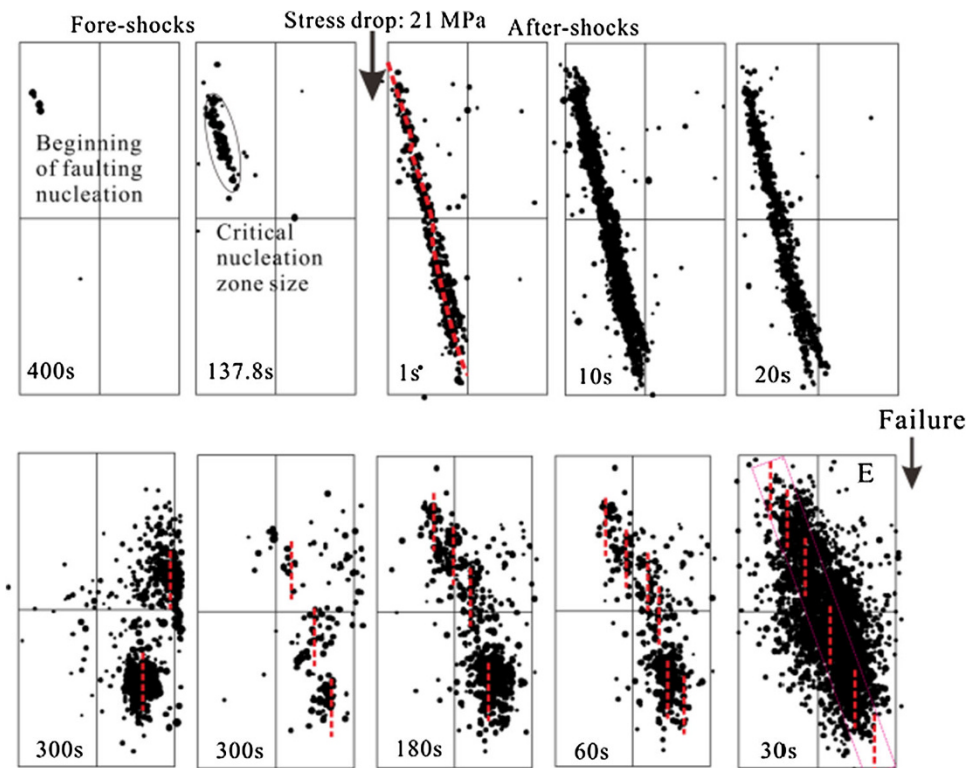 Fore-shocks
Stress drop: 21 MPa
After-shocks
Beginning
of faulting
nucleation
Critical
nucleation
zone size
400s
137.8s
1s
10s
20s
Failure
E
300s
300s
180s
60s
30s